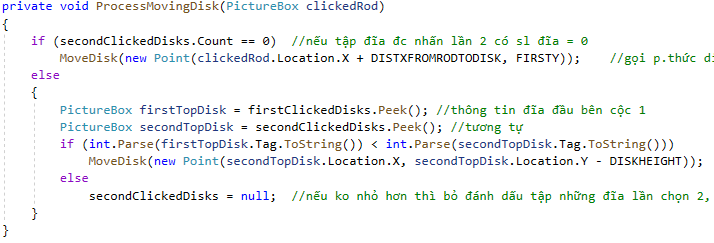 private void ProcessMovingDisk(PictureBox clickedRod)
{
if (secondClickedDisks.Count == 0) //nếu tập đĩa đc nhấn lần 2 có sl đĩa = 0
MoveDisk(new Point(clickedRod.Location.X + DISTXFROMRODTODISK, FIRSTY)); //gọi p.thức di
else
{
PictureBox firstTopDisk = firstClickedDisks.Peek(); //thông tin đĩa đầu bên cộc 1
PictureBox secondTopDisk = secondClickedDisks.Peek(); //tương tự
if (int.Parse(firstTopDisk.Tag.ToString()) < int.Parse(secondTopDisk.Tag.ToString()))
MoveDisk(new Point(secondTopDisk.Location.X, secondTopDisk.Location.Y - DISKHEIGHT));
else
secondClickedDisks = null; //nếu ko nhỏ hơn thì bỏ đánh dấu tập những đĩa lần chọn 2,
}
}